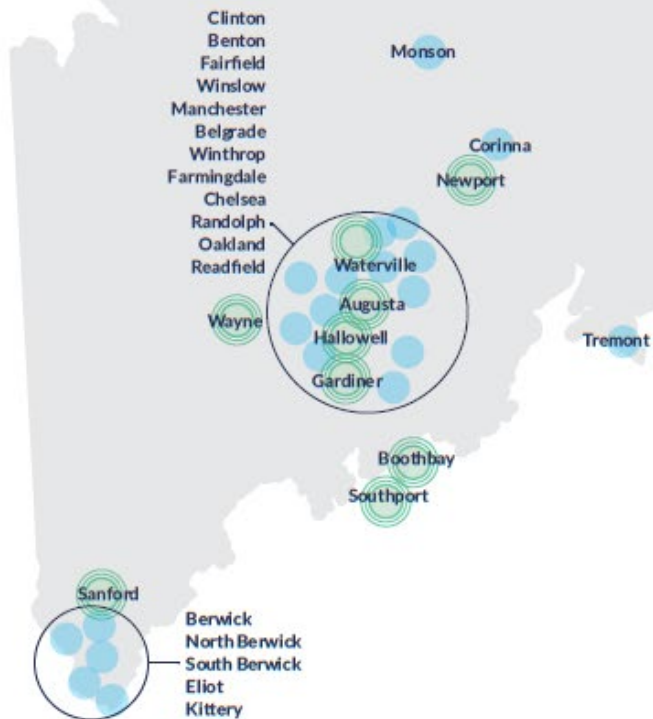 Clinton
Benton
Fairfield
Winslow
Manchester
Belgrade
Winthrop
Farmingdale
Chelsea
Randolph
Oakland
Readfield
Monson
Corinna
Newport
Waterville
Augusta
Wayne
Hallowell
Tremont
Gardiner
Boothbay
Southport
Sanford
Berwick
North Berwick
South Berwick
Eliot
Kittery